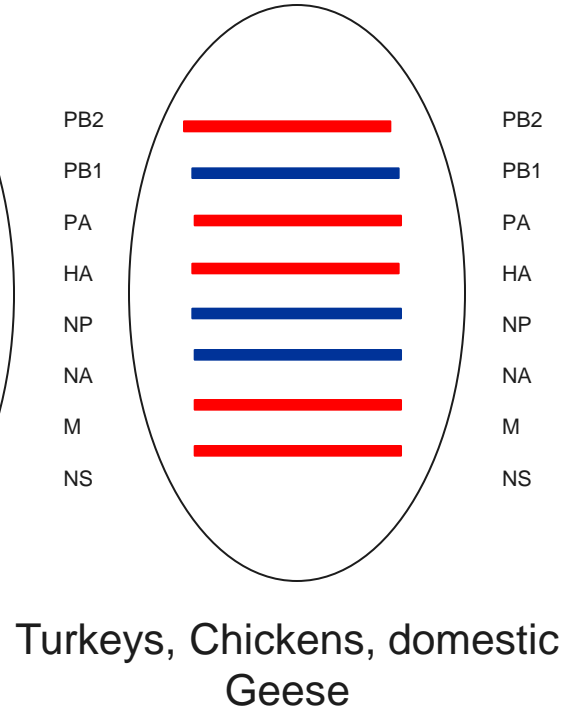 PB2 PB2
PB1 PB1
PA PA
HA HA
NP NP
NA NA
M M
NS NS
Turkeys, Chickens, domestic
Geese